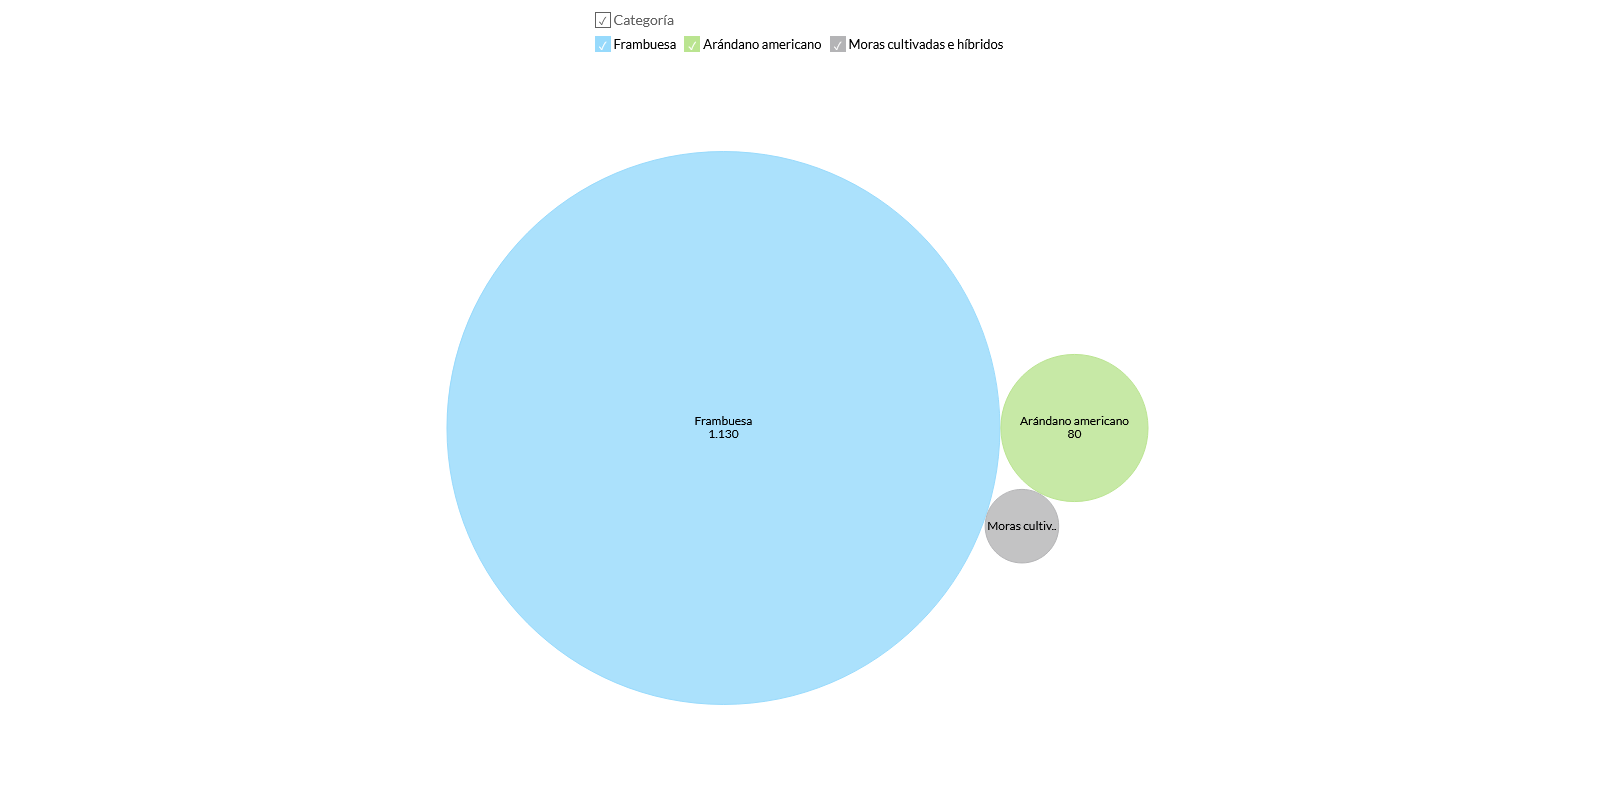 Categoría
Frambuesa Arándano americano Moras cultivadas e híbridos
Frambuesa
1.130
Arándano americano
80
Moras cultiv..